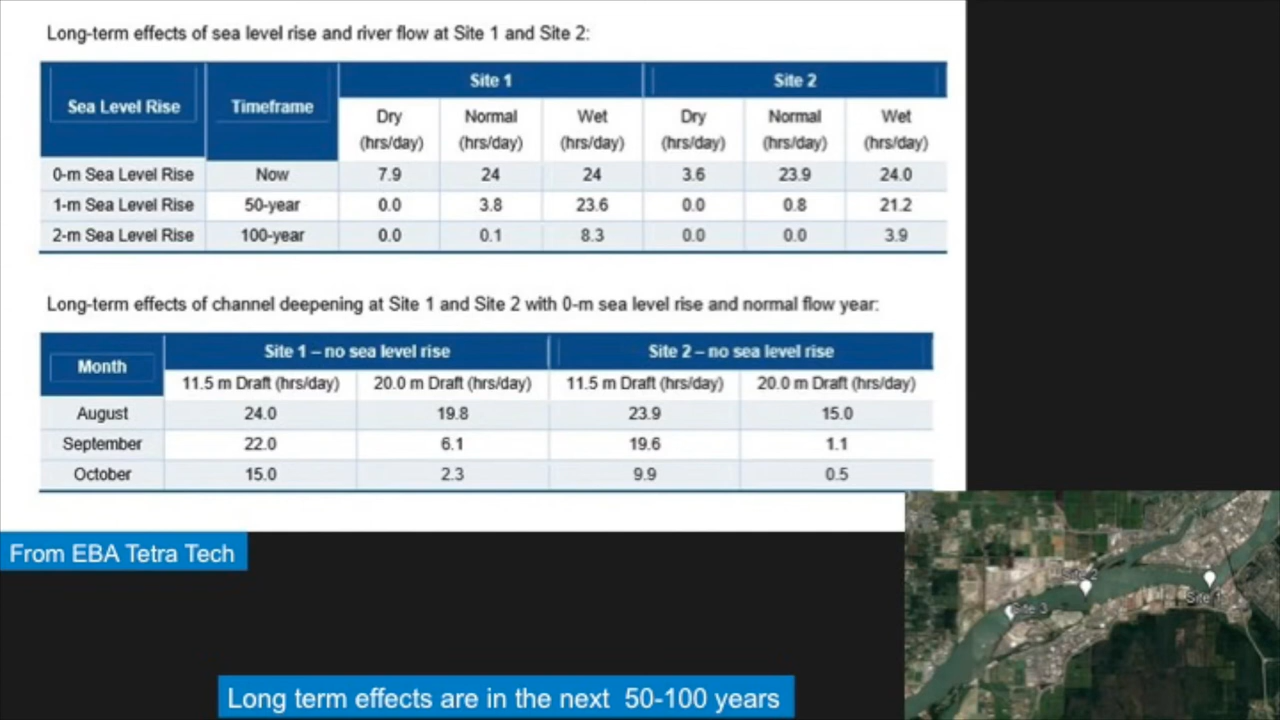 Long-term effects of sea level rise and river flow at Site 1 and Site 2:
Sea Level Rise Timeframe Site 1 Site 2
Dry (hrs/day) Normal (hrs/day) Wet (hrs/day) Dry (hrs/day) Normal (hrs/day) Wet (hrs/day)
0-m Sea Level Rise Now 7.9 24 24 3.6 23.9 24.0
1-m Sea Level Rise 50-year 0.0 3.8 23.6 0.0 0.8 21.2
2-m Sea Level Rise 100-year 0.0 0.1 8.3 0.0 0.0 3.9
Long-term effects of channel deepening at Site 1 and Site 2 with 0-m sea level rise and normal flow year:
Month Site 1 – no sea level rise Site 2 – no sea level rise
11.5 m Draft (hrs/day) 20.0 m Draft (hrs/day) 11.5 m Draft (hrs/day) 20.0 m Draft (hrs/day)
August 24.0 19.8 23.9 15.0
September 22.0 6.1 19.6 1.1
October 15.0 2.3 9.9 0.5
From EBA Tetra Tech
Site 2
Site 1
Site 3
Long term effects are in the next 50-100 years